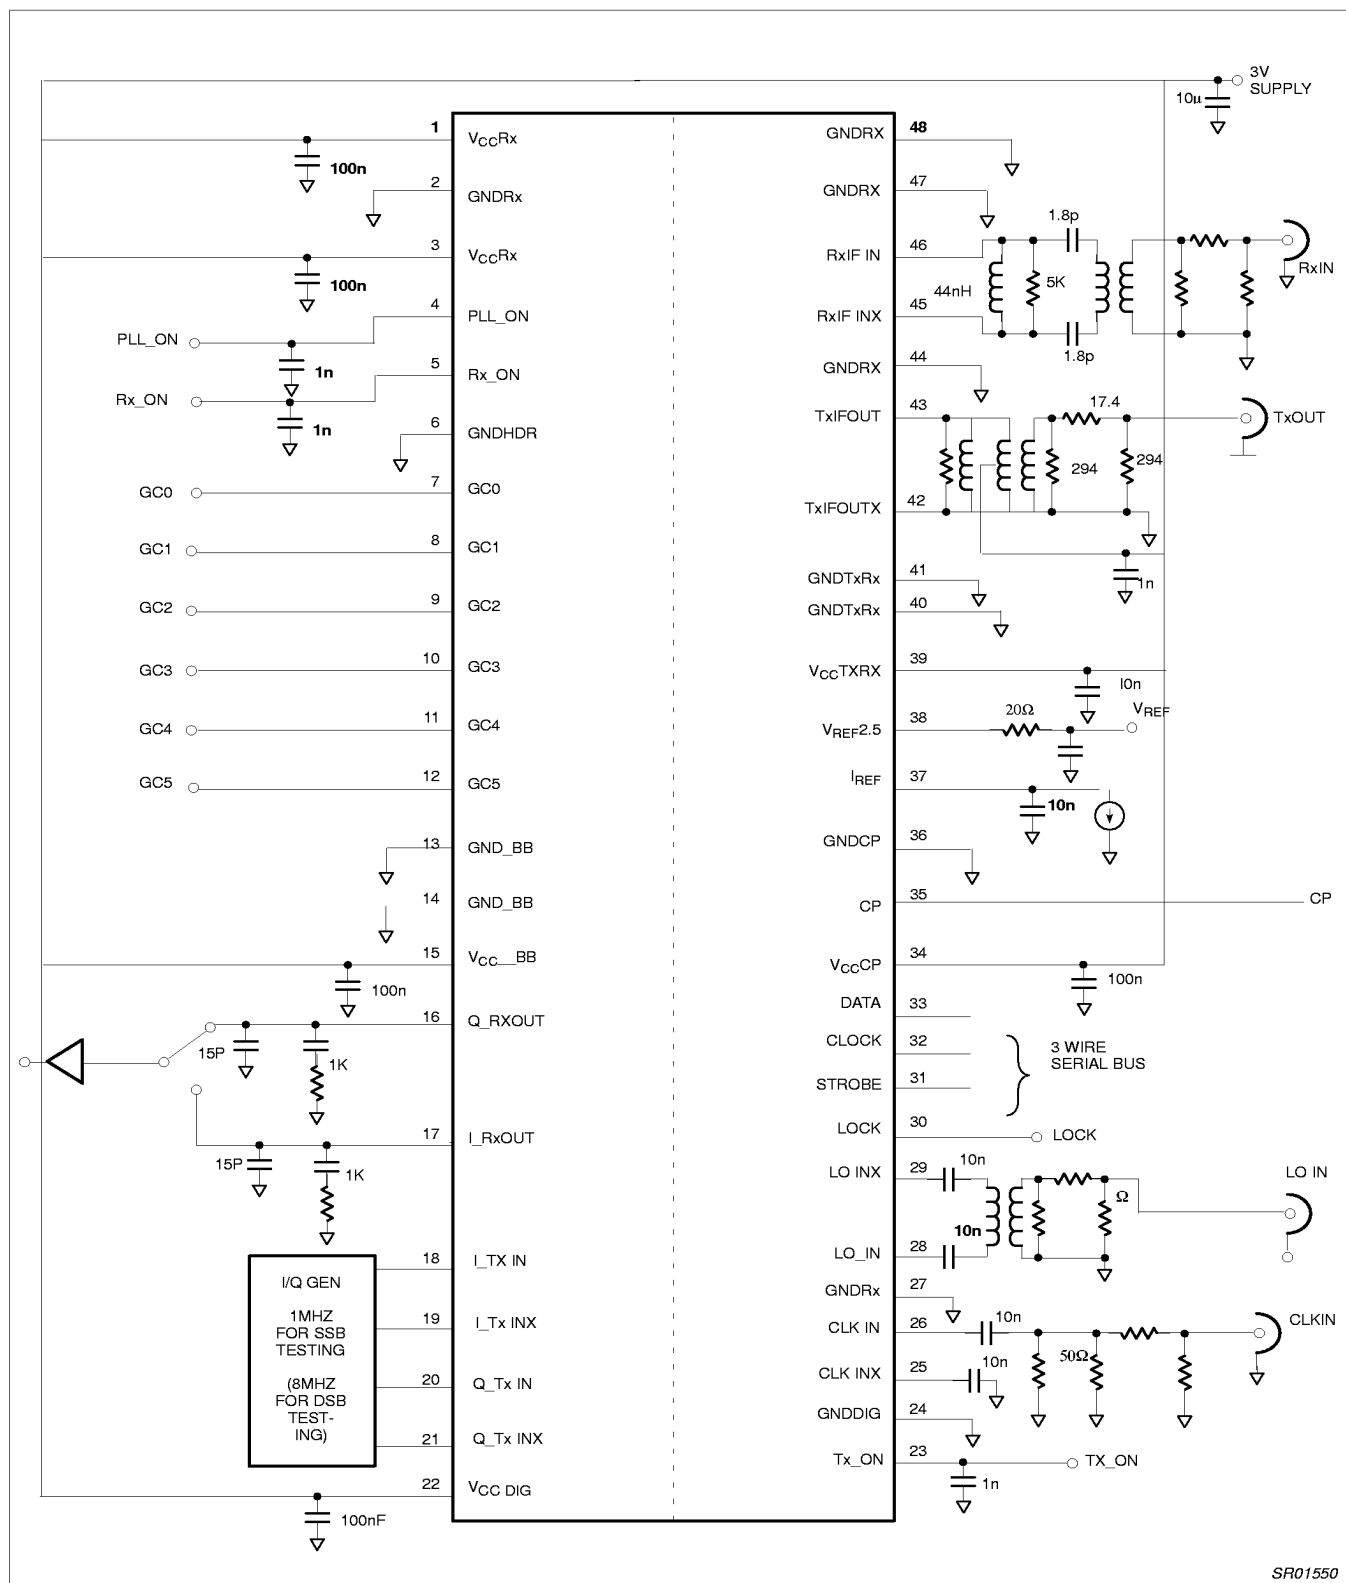 3V
SUPPLY
10µ
1
VCCRx
100n
2
GNDRx
3
VCCRx
100n
4
PLL_ON
PLL_ON
1n
5
Rx_ON
Rx_ON
1n
6
GNDHDR
GC0
7
GC0
GC1
8
GC1
GC2
9
GC2
GC3
10
GC3
GC4
11
GC4
GC5
12
GC5
13
GND_BB
14
GND_BB
15
VCC__BB
100n
16
Q_RXOUT
15P
1K
17
I_RxOUT
15P
1K
I/Q GEN
1MHZ
FOR SSB
TESTING
(8MHZ
FOR DSB
TEST-
ING)
18
I_TX IN
19
I_Tx INX
20
Q_Tx IN
21
Q_Tx INX
22
VCC DIG
100nF
GNDRX
48
GNDRX
47
1.8p
RxIF IN
46
44nH
5K
RxIN
RxIF INX
45
1.8p
GNDRX
44
TxIFOUT
43
17.4
TxOUT
294
294
TxIFOUTX
42
1n
GNDTxRx
41
GNDTxRx
40
VCCTXRX
39
I0n
VREF2.5
38
20Ω
VREF
IREF
37
10n
GNDCP
36
CP
35
CP
VCCCP
34
100n
DATA
33
CLOCK
32
3 WIRE
SERIAL BUS
STROBE
31
LOCK
30
LOCK
LO INX
29
10n
LO IN
Ω
10n
LO_IN
28
GNDRx
27
CLK IN
26
10n
CLKIN
50Ω
CLK INX
25
10n
GNDDIG
24
Tx_ON
23
TX_ON
1n
SR01550